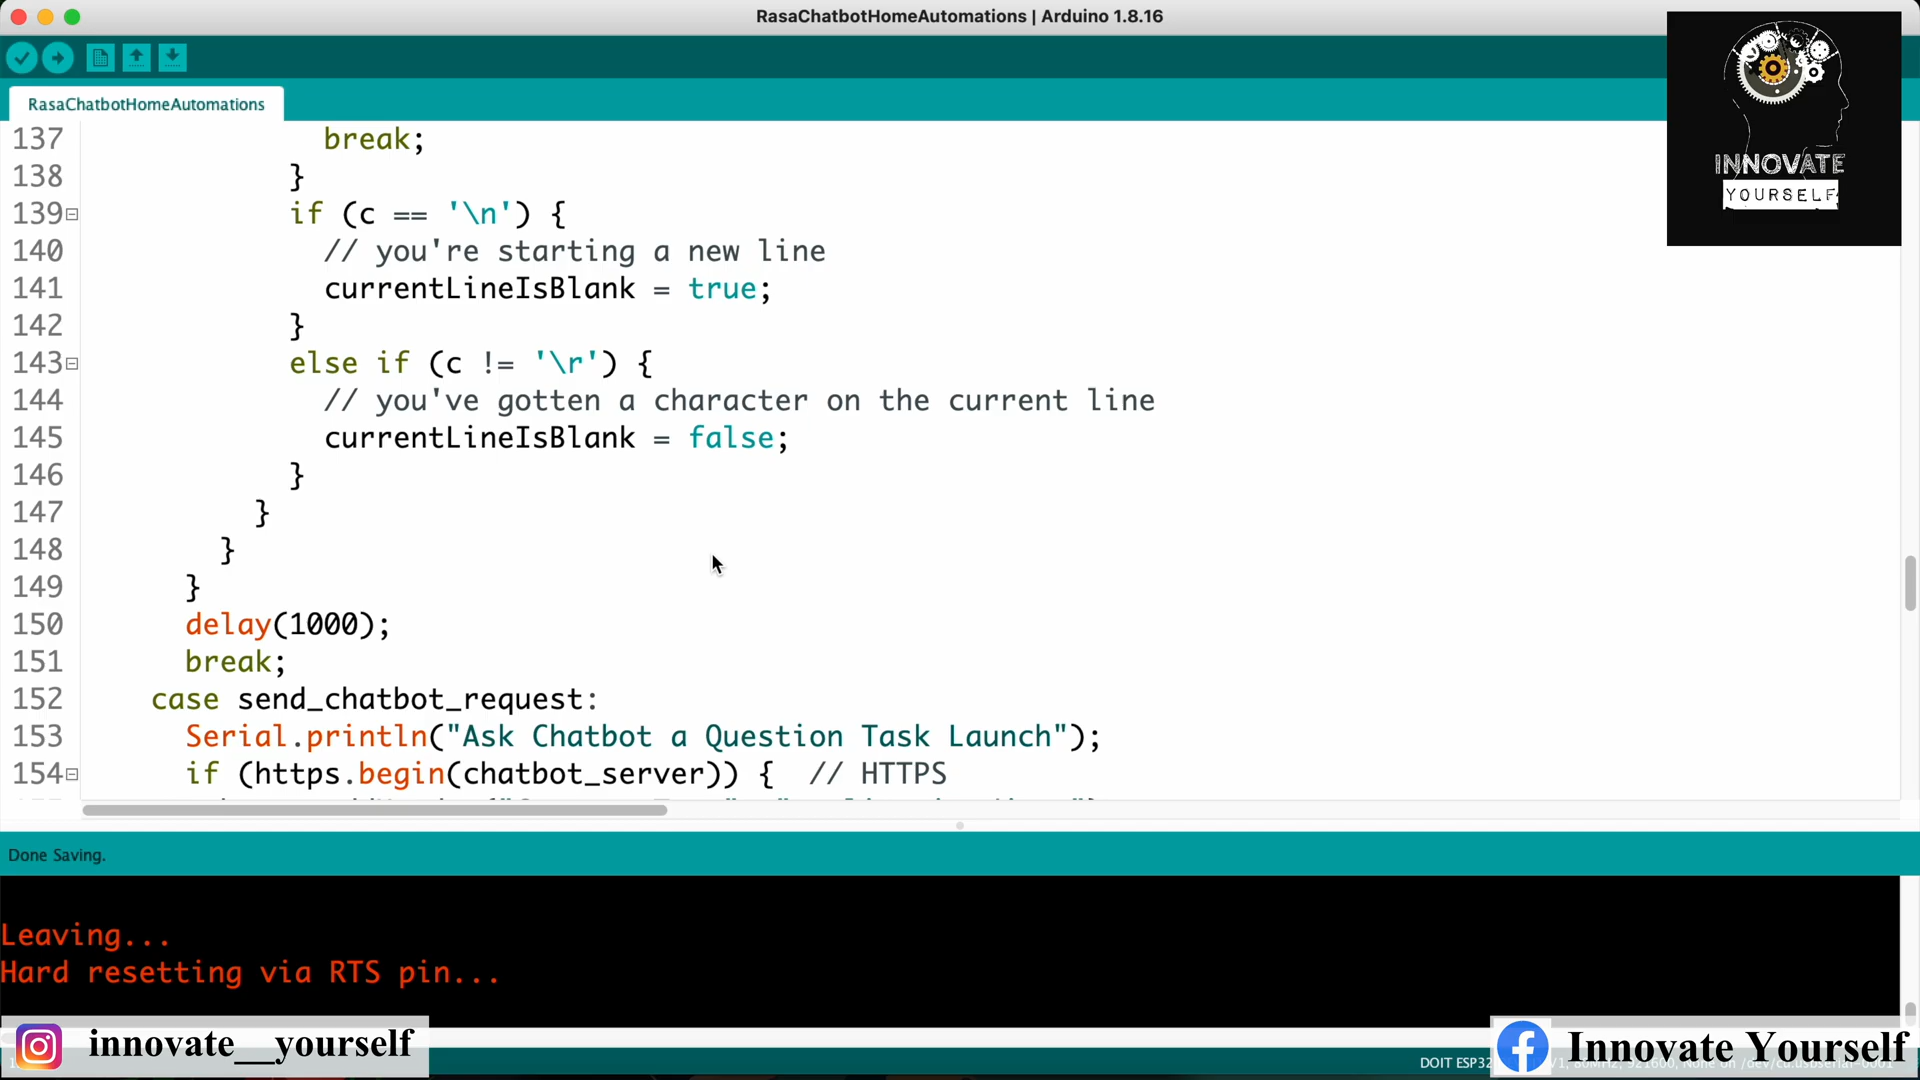 RasaChatbotHomeAutomations | Arduino 1.8.16
RasaChatbotHomeAutomations
INNOVATE
YOURSELF
137 break;
138 }
139 if (c == '\n') {
140 // you're starting a new line
141 currentLineIsBlank = true;
142 }
143 else if (c != '\r') {
144 // you've gotten a character on the current line
145 currentLineIsBlank = false;
146 }
147 }
148 }
149 }
150 delay(1000);
151 break;
152 case send_chatbot_request:
153 Serial.println("Ask Chatbot a Question Task Launch");
154 if (https.begin(chatbot_server)) { // HTTPS
Done Saving.
Leaving...
Hard resetting via RTS pin...
innovate__yourself
Innovate Yourself
DOIT ESP32